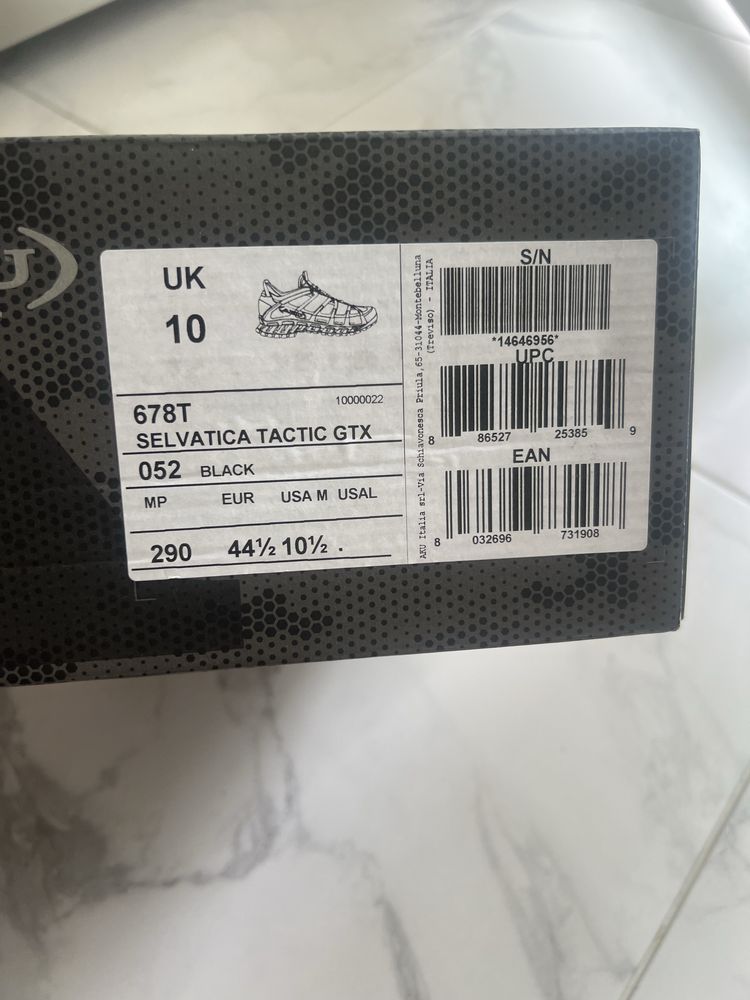 UK
10
10000022
678T
SELVATICA TACTIC GTX
052 BLACK
MP EUR USA M USAL
290 44½ 10½ .
AKU Italia srl-Via Schiavonesca Priula,65-31044-Montebelluna
(Treviso) - ITALIA
S/N
*14646956*
UPC
8 86527 25385 9
EAN
8 032696 731908